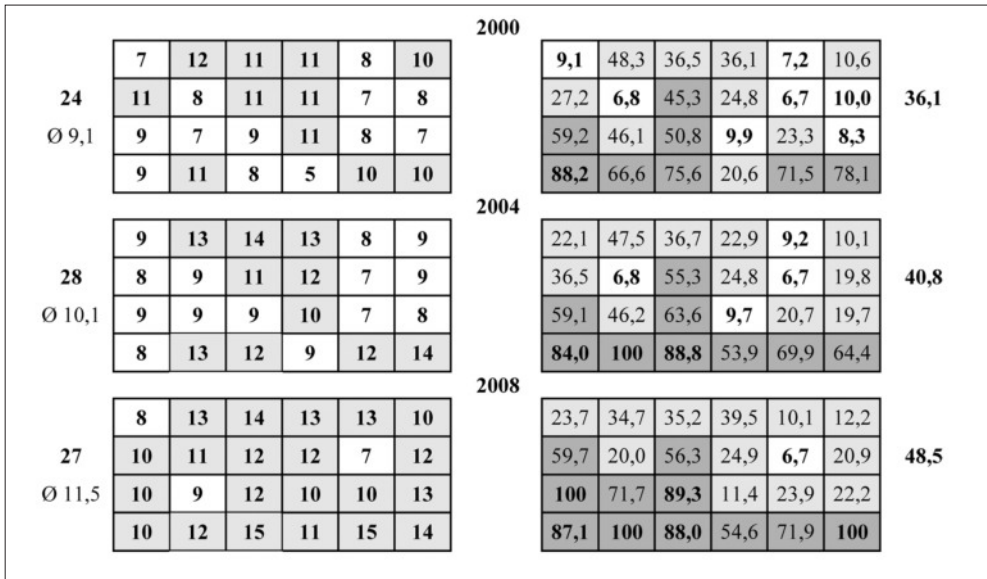 2000
7 12 11 11 8 10 9,1 48,3 36,5 36,1 7,2 10,6
24 11 8 11 11 7 8 27,2 6,8 45,3 24,8 6,7 10,0 36,1
Ø 9,1 9 7 9 11 8 7 59,2 46,1 50,8 9,9 23,3 8,3
9 11 8 5 10 10 88,2 66,6 75,6 20,6 71,5 78,1
2004
9 13 14 13 8 9 22,1 47,5 36,7 22,9 9,2 10,1
28 8 9 11 12 7 9 36,5 6,8 55,3 24,8 6,7 19,8 40,8
Ø 10,1 9 9 9 10 7 8 59,1 46,2 63,6 9,7 20,7 19,7
8 13 12 9 12 14 84,0 100 88,8 53,9 69,9 64,4
2008
8 13 14 13 13 10 23,7 34,7 35,2 39,5 10,1 12,2
27 10 11 12 12 7 12 59,7 20,0 56,3 24,9 6,7 20,9 48,5
Ø 11,5 10 9 12 10 10 13 100 71,7 89,3 11,4 23,9 22,2
10 12 15 11 15 14 87,1 100 88,0 54,6 71,9 100